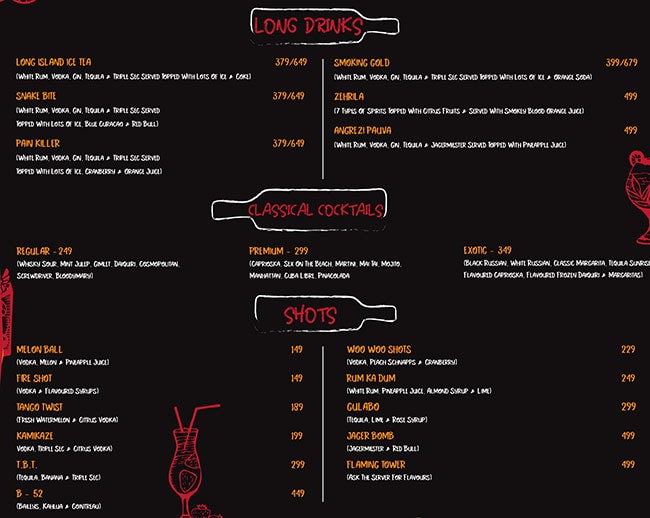 LONG DRINKS
LONG ISLAND ICE TEA 379/649
(White Rum, Vodka, Gin, Tequila & Triple Sec Served Topped With Lots Of Ice & Coke)
SNAKE BITE 379/649
(White Rum, Vodka, Gin, Tequila & Triple Sec Served
Topped With Lots Of Ice, Blue Curacao & Red Bull)
PAIN KILLER 379/649
(White Rum, Vodka, Gin, Tequila & Triple Sec Served
Topped With Lots Of Ice, Cranberry & Orange Juice)
SMOKING GOLD 399/679
(White Rum, Vodka, Gin, Tequila & Triple Sec Served Topped With Lots Of Ice & Orange Soda)
ZEHRILA 499
(7 Types Of Spirits Topped With Citrus Fruits & Served With Smokey Blood Orange Juice)
ANGREZI PAUVA 499
(White Rum, Vodka, Gin, Tequila & Jagermeister Served Topped With Pineapple Juice)
CLASSICAL COCKTAILS
REGULAR - 249
(Whisky Sour, Mint Julep, Gimlet, Daiquiri, Cosmopolitan,
Screwdriver, Bloodymary)
PREMIUM - 299
(Caprioska, Sex On The Beach, Martini, Mai Tai, Mojito,
Manhattan, Cuba Libre, Pinacolada
EXOTIC - 349
(Black Russian, White Russian, Classic Margarita, Tequila Sunrise
Flavoured Caprioska, Flavoured Frozen Daiquiri & Margaritas)
SHOTS
MELON BALL 149
(Vodka, Melon & Pineapple Juice)
FIRE SHOT 149
(Vodka & Flavoured Syrups)
TANGO TWIST 189
(Fresh Watermelon & Citrus Vodka)
KAMIKAZE 199
Vodka, Triple Sec & Citrus Vodka)
T.B.T. 299
(Tequila, Banana & Triple Sec)
B - 52 449
(Baileys, Kahlua & Cointreau)
WOO WOO SHOTS 229
(Vodka, Peach Schnapps & Cranberry)
RUM KA DUM 249
(White Rum, Pineapple Juice, Almond Syrup & Lime)
GULABO 299
(Tequila, Lime & Rose Syrup)
JAGER BOMB 499
(Jagermeister & Red Bull)
FLAMING TOWER 499
(Ask The Server For Flavours)